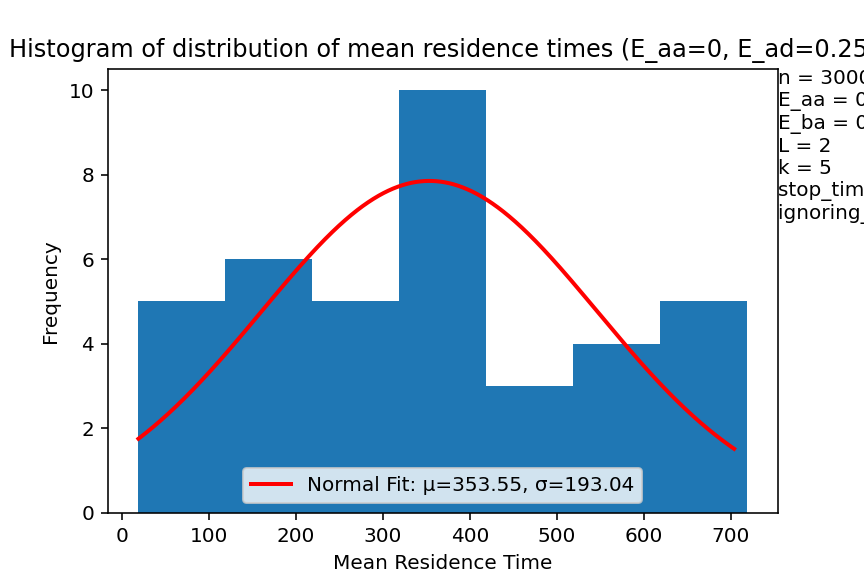 Histogram of distribution of mean residence times (E_aa=0, E_ad=0.25
n = 3000
E_aa = 0
E_ba = 0
L = 2
k = 5
stop_tim
ignoring_
Frequency
10
8
6
4
2
0
Normal Fit: μ=353.55, σ=193.04
0 100 200 300 400 500 600 700
Mean Residence Time